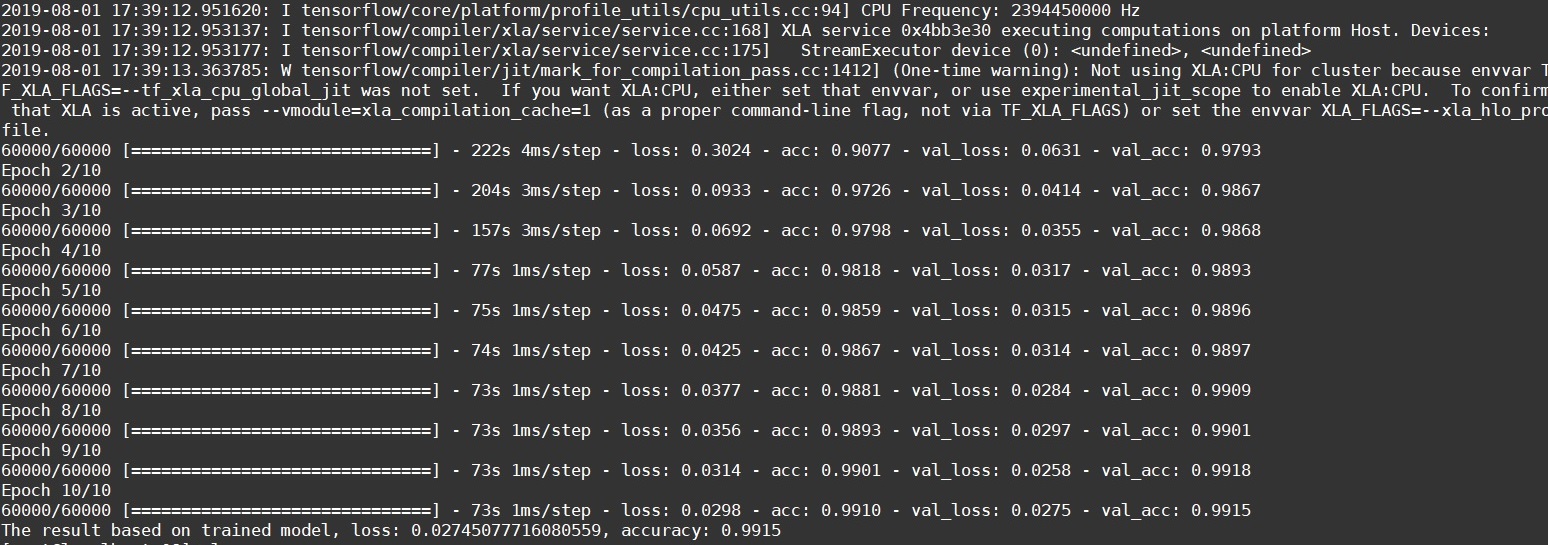 2019-08-01 17:39:12.951620: I tensorflow/core/platform/profile_utils/cpu_utils.cc:94] CPU Frequency: 2394450000 Hz
2019-08-01 17:39:12.953137: I tensorflow/compiler/xla/service/service.cc:168] XLA service 0x4bb3e30 executing computations on platform Host. Devices:
2019-08-01 17:39:12.953177: I tensorflow/compiler/xla/service/service.cc:175]   StreamExecutor device (0): <undefined>, <undefined>
2019-08-01 17:39:13.363785: W tensorflow/compiler/jit/mark_for_compilation_pass.cc:1412] (One-time warning): Not using XLA:CPU for cluster because envvar T
F_XLA_FLAGS=--tf_xla_cpu_global_jit was not set.  If you want XLA:CPU, either set that envvar, or use experimental_jit_scope to enable XLA:CPU.  To confirm
 that XLA is active, pass --vmodule=xla_compilation_cache=1 (as a proper command-line flag, not via TF_XLA_FLAGS) or set the envvar XLA_FLAGS=--xla_hlo_pro
file.
60000/60000 [==============================] - 222s 4ms/step - loss: 0.3024 - acc: 0.9077 - val_loss: 0.0631 - val_acc: 0.9793
Epoch 2/10
60000/60000 [==============================] - 204s 3ms/step - loss: 0.0933 - acc: 0.9726 - val_loss: 0.0414 - val_acc: 0.9867
Epoch 3/10
60000/60000 [==============================] - 157s 3ms/step - loss: 0.0692 - acc: 0.9798 - val_loss: 0.0355 - val_acc: 0.9868
Epoch 4/10
60000/60000 [==============================] - 77s 1ms/step - loss: 0.0587 - acc: 0.9818 - val_loss: 0.0317 - val_acc: 0.9893
Epoch 5/10
60000/60000 [==============================] - 75s 1ms/step - loss: 0.0475 - acc: 0.9859 - val_loss: 0.0315 - val_acc: 0.9896
Epoch 6/10
60000/60000 [==============================] - 74s 1ms/step - loss: 0.0425 - acc: 0.9867 - val_loss: 0.0314 - val_acc: 0.9897
Epoch 7/10
60000/60000 [==============================] - 73s 1ms/step - loss: 0.0377 - acc: 0.9881 - val_loss: 0.0284 - val_acc: 0.9909
Epoch 8/10
60000/60000 [==============================] - 73s 1ms/step - loss: 0.0356 - acc: 0.9893 - val_loss: 0.0297 - val_acc: 0.9901
Epoch 9/10
60000/60000 [==============================] - 73s 1ms/step - loss: 0.0314 - acc: 0.9901 - val_loss: 0.0258 - val_acc: 0.9918
Epoch 10/10
60000/60000 [==============================] - 73s 1ms/step - loss: 0.0298 - acc: 0.9910 - val_loss: 0.0275 - val_acc: 0.9915
The result based on trained model, loss: 0.02745077716080559, accuracy: 0.9915